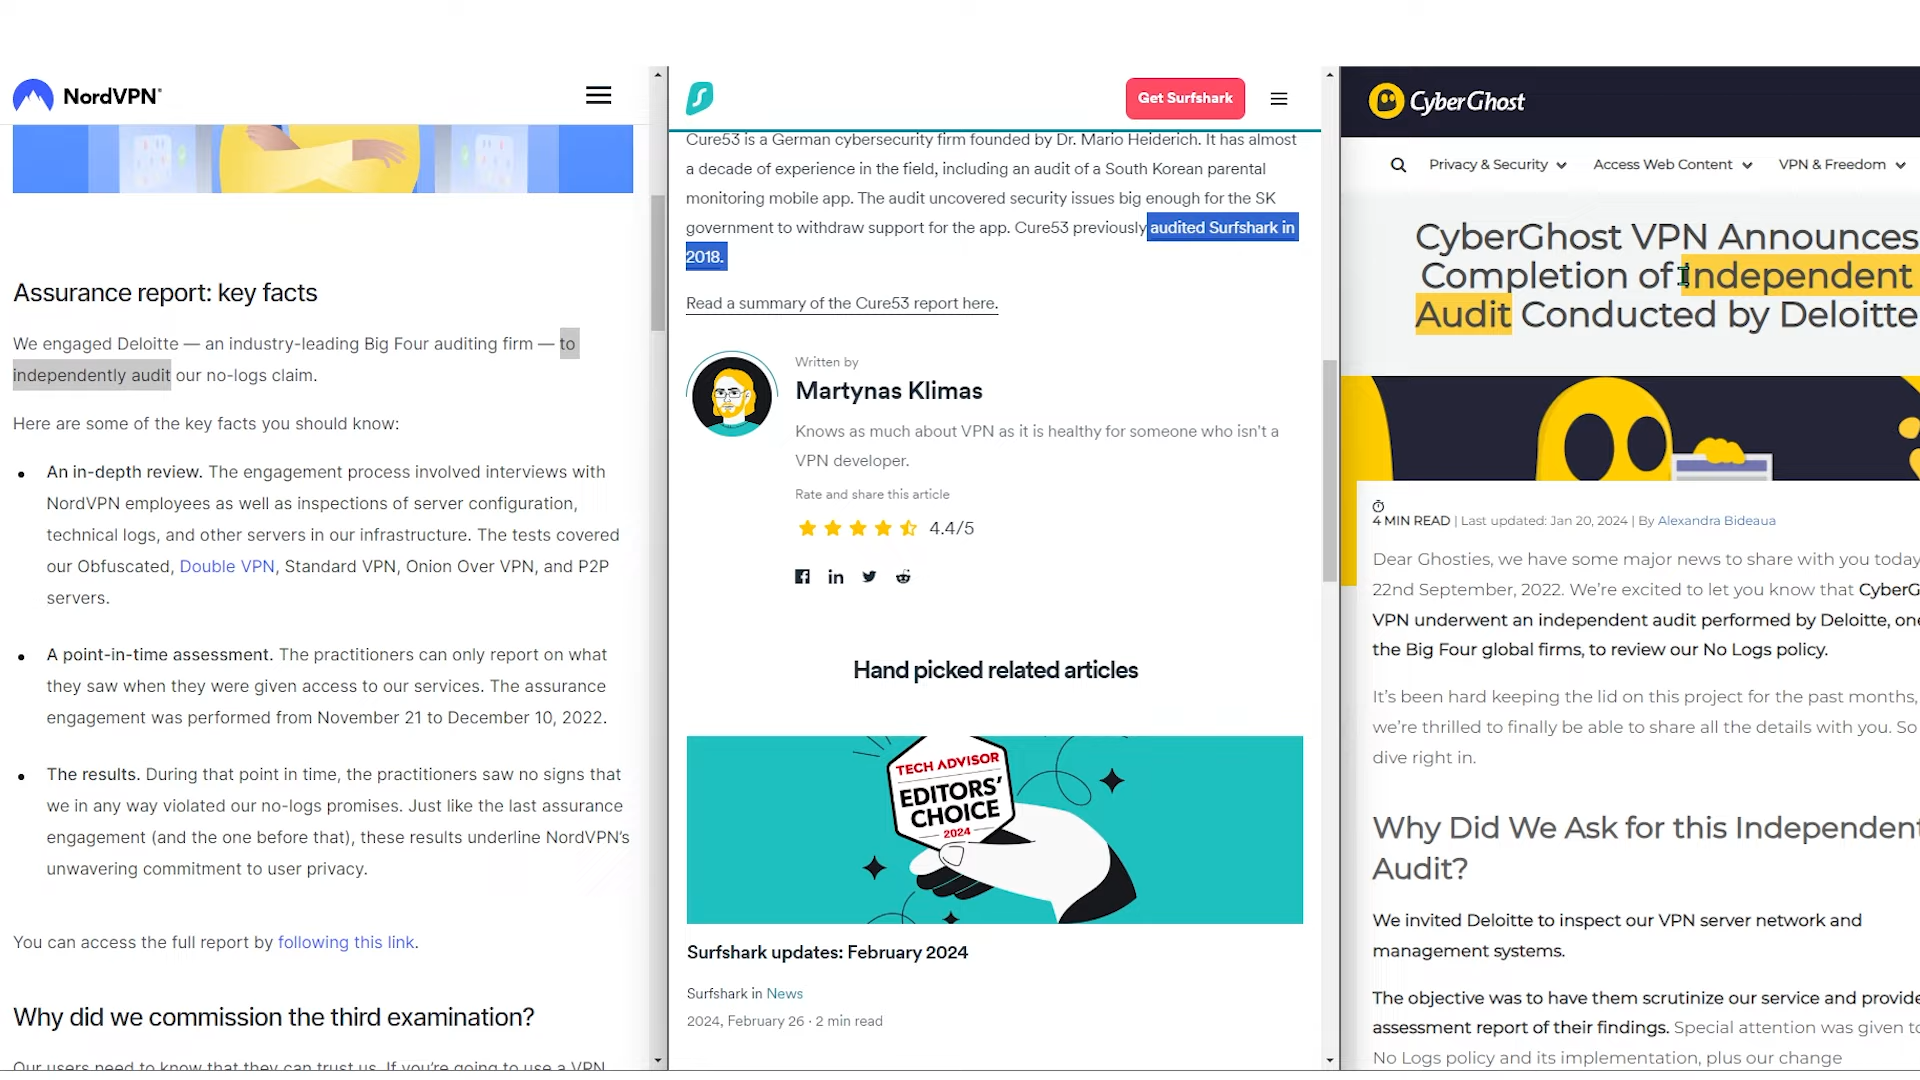 NordVPN®
Assurance report: key facts
We engaged Deloitte — an industry-leading Big Four auditing firm — to
independently audit our no-logs claim.
Here are some of the key facts you should know:
An in-depth review. The engagement process involved interviews with
NordVPN employees as well as inspections of server configuration,
technical logs, and other servers in our infrastructure. The tests covered
our Obfuscated, Double VPN, Standard VPN, Onion Over VPN, and P2P
servers.
A point-in-time assessment. The practitioners can only report on what
they saw when they were given access to our services. The assurance
engagement was performed from November 21 to December 10, 2022.
The results. During that point in time, the practitioners saw no signs that
we in any way violated our no-logs promises. Just like the last assurance
engagement (and the one before that), these results underline NordVPN's
unwavering commitment to user privacy.
You can access the full report by following this link.
Why did we commission the third examination?
Our users need to know that they can trust us. If you're going to use a VPN
Get Surfshark
Cure53 is a German cybersecurity firm founded by Dr. Mario Heiderich. It has almost
a decade of experience in the field, including an audit of a South Korean parental
monitoring mobile app. The audit uncovered security issues big enough for the SK
government to withdraw support for the app. Cure53 previously audited Surfshark in
2018.
Read a summary of the Cure53 report here.
Written by
Martynas Klimas
Knows as much about VPN as it is healthy for someone who isn't a
VPN developer.
Rate and share this article
4.4/5
Hand picked related articles
TECH ADVISOR
EDITORS'
CHOICE
2024
Surfshark updates: February 2024
Surfshark in News
2024, February 26 · 2 min read
CyberGhost
Privacy & Security
Access Web Content
VPN & Freedom
CyberGhost VPN Announces
Completion of Independent
Audit Conducted by Deloitte
4 MIN READ | Last updated: Jan 20, 2024 | By Alexandra Bideaua
Dear Ghosties, we have some major news to share with you today
22nd September, 2022. We're excited to let you know that CyberG
VPN underwent an independent audit performed by Deloitte, one
the Big Four global firms, to review our No Logs policy.
It's been hard keeping the lid on this project for the past months,
we're thrilled to finally be able to share all the details with you. So
dive right in.
Why Did We Ask for this Independent
Audit?
We invited Deloitte to inspect our VPN server network and
management systems.
The objective was to have them scrutinize our service and provide
assessment report of their findings. Special attention was given to
No Logs policy and its implementation, plus our change